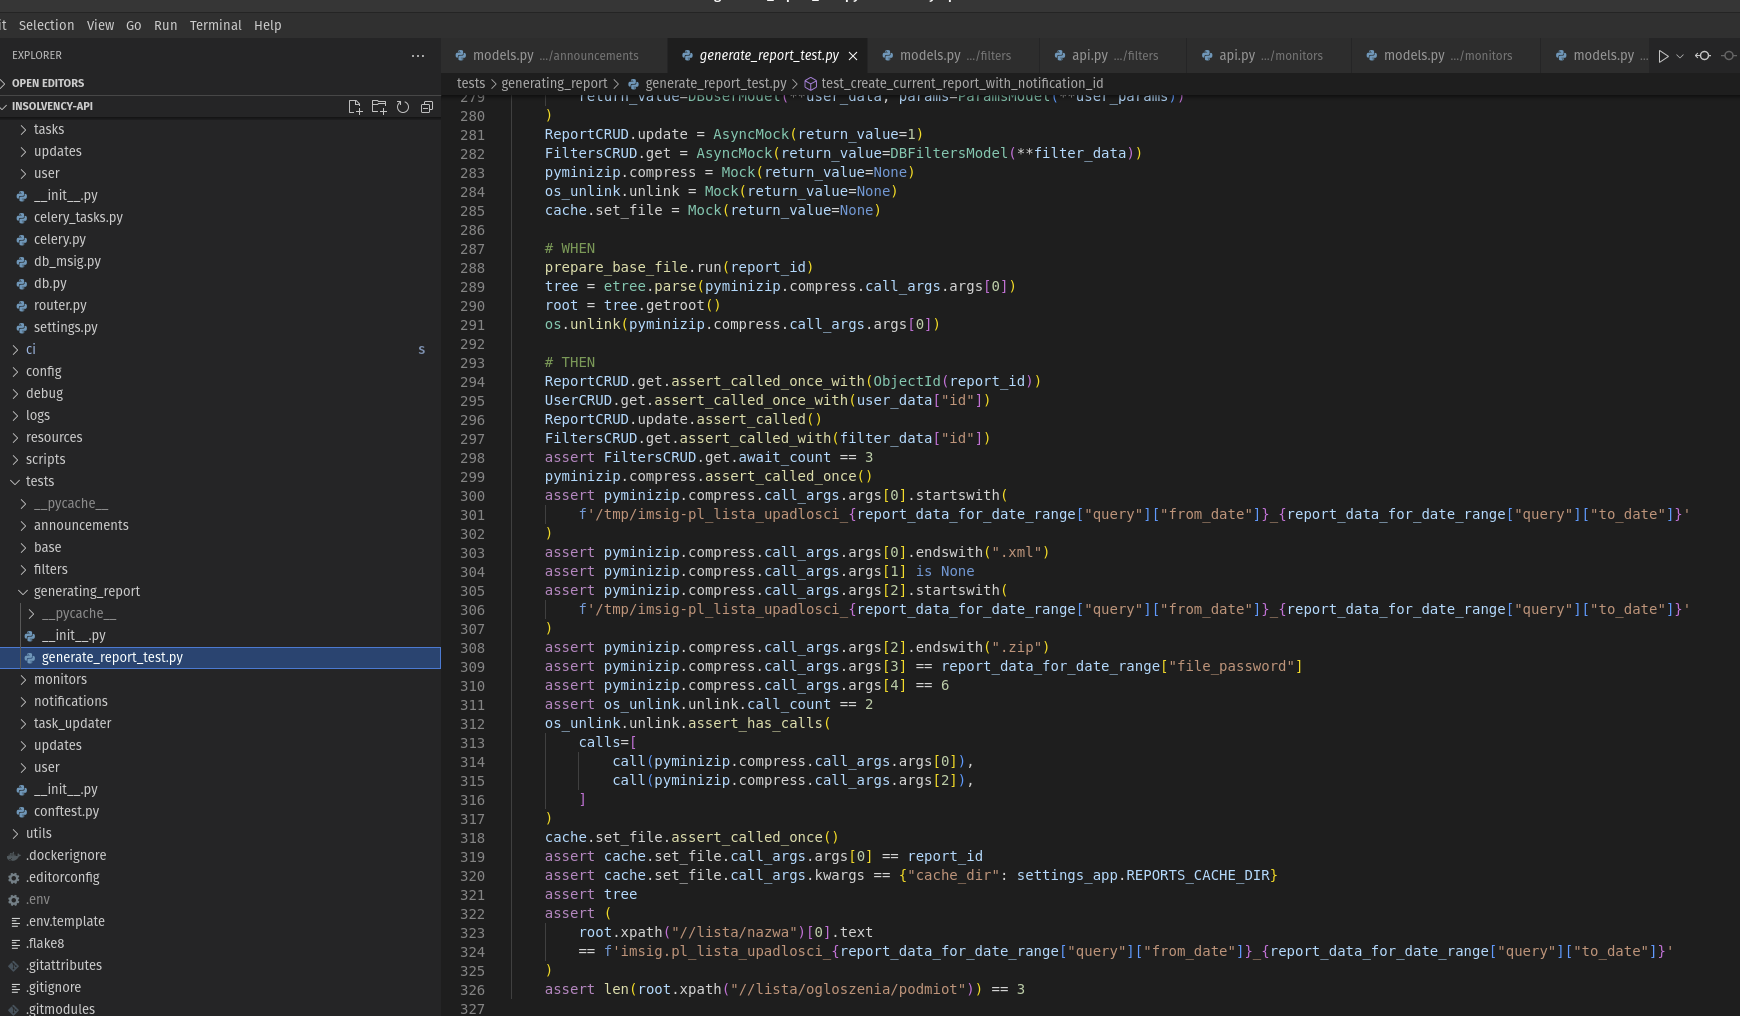 Selection View Go Run Terminal Help
EXPLORER
OPEN EDITORS
INSOLVENCY-API
tasks
updates
user
__init__.py
celery_tasks.py
celery.py
db_msig.py
db.py
router.py
settings.py
ci S
config
debug
logs
resources
scripts
tests
__pycache__
announcements
base
filters
generating_report
__pycache__
__init__.py
generate_report_test.py
monitors
notifications
task_updater
updates
user
__init__.py
conftest.py
utils
.dockerignore
.editorconfig
.env
.env.template
.flake8
.gitattributes
.gitignore
.gitmodules
models.py .../announcements generate_report_test.py models.py .../filters api.py .../filters api.py .../monitors models.py .../monitors models.py ...
tests > generating_report > generate_report_test.py > test_create_current_report_with_notification_id
279 return_value=DBUserModel(**user_data, params=ParamsModel(**user_params))
280 )
281 ReportCRUD.update = AsyncMock(return_value=1)
282 FiltersCRUD.get = AsyncMock(return_value=DBFiltersModel(**filter_data))
283 pyminizip.compress = Mock(return_value=None)
284 os_unlink.unlink = Mock(return_value=None)
285 cache.set_file = Mock(return_value=None)
286
287 # WHEN
288 prepare_base_file.run(report_id)
289 tree = etree.parse(pyminizip.compress.call_args.args[0])
290 root = tree.getroot()
291 os.unlink(pyminizip.compress.call_args.args[0])
292
293 # THEN
294 ReportCRUD.get.assert_called_once_with(ObjectId(report_id))
295 UserCRUD.get.assert_called_once_with(user_data["id"])
296 ReportCRUD.update.assert_called()
297 FiltersCRUD.get.assert_called_with(filter_data["id"])
298 assert FiltersCRUD.get.await_count == 3
299 pyminizip.compress.assert_called_once()
300 assert pyminizip.compress.call_args.args[0].startswith(
301 f'/tmp/imsig-pl_lista_upadlosci_{report_data_for_date_range["query"]["from_date"]}_{report_data_for_date_range["query"]["to_date"]}'
302 )
303 assert pyminizip.compress.call_args.args[0].endswith(".xml")
304 assert pyminizip.compress.call_args.args[1] is None
305 assert pyminizip.compress.call_args.args[2].startswith(
306 f'/tmp/imsig-pl_lista_upadlosci_{report_data_for_date_range["query"]["from_date"]}_{report_data_for_date_range["query"]["to_date"]}'
307 )
308 assert pyminizip.compress.call_args.args[2].endswith(".zip")
309 assert pyminizip.compress.call_args.args[3] == report_data_for_date_range["file_password"]
310 assert pyminizip.compress.call_args.args[4] == 6
311 assert os_unlink.unlink.call_count == 2
312 os_unlink.unlink.assert_has_calls(
313 calls=[
314 call(pyminizip.compress.call_args.args[0]),
315 call(pyminizip.compress.call_args.args[2]),
316 ]
317 )
318 cache.set_file.assert_called_once()
319 assert cache.set_file.call_args.args[0] == report_id
320 assert cache.set_file.call_args.kwargs == {"cache_dir": settings_app.REPORTS_CACHE_DIR}
321 assert tree
322 assert (
323 root.xpath("//lista/nazwa")[0].text
324 == f'imsig.pl_lista_upadlosci_{report_data_for_date_range["query"]["from_date"]}_{report_data_for_date_range["query"]["to_date"]}'
325 )
326 assert len(root.xpath("//lista/ogloszenia/podmiot")) == 3
327